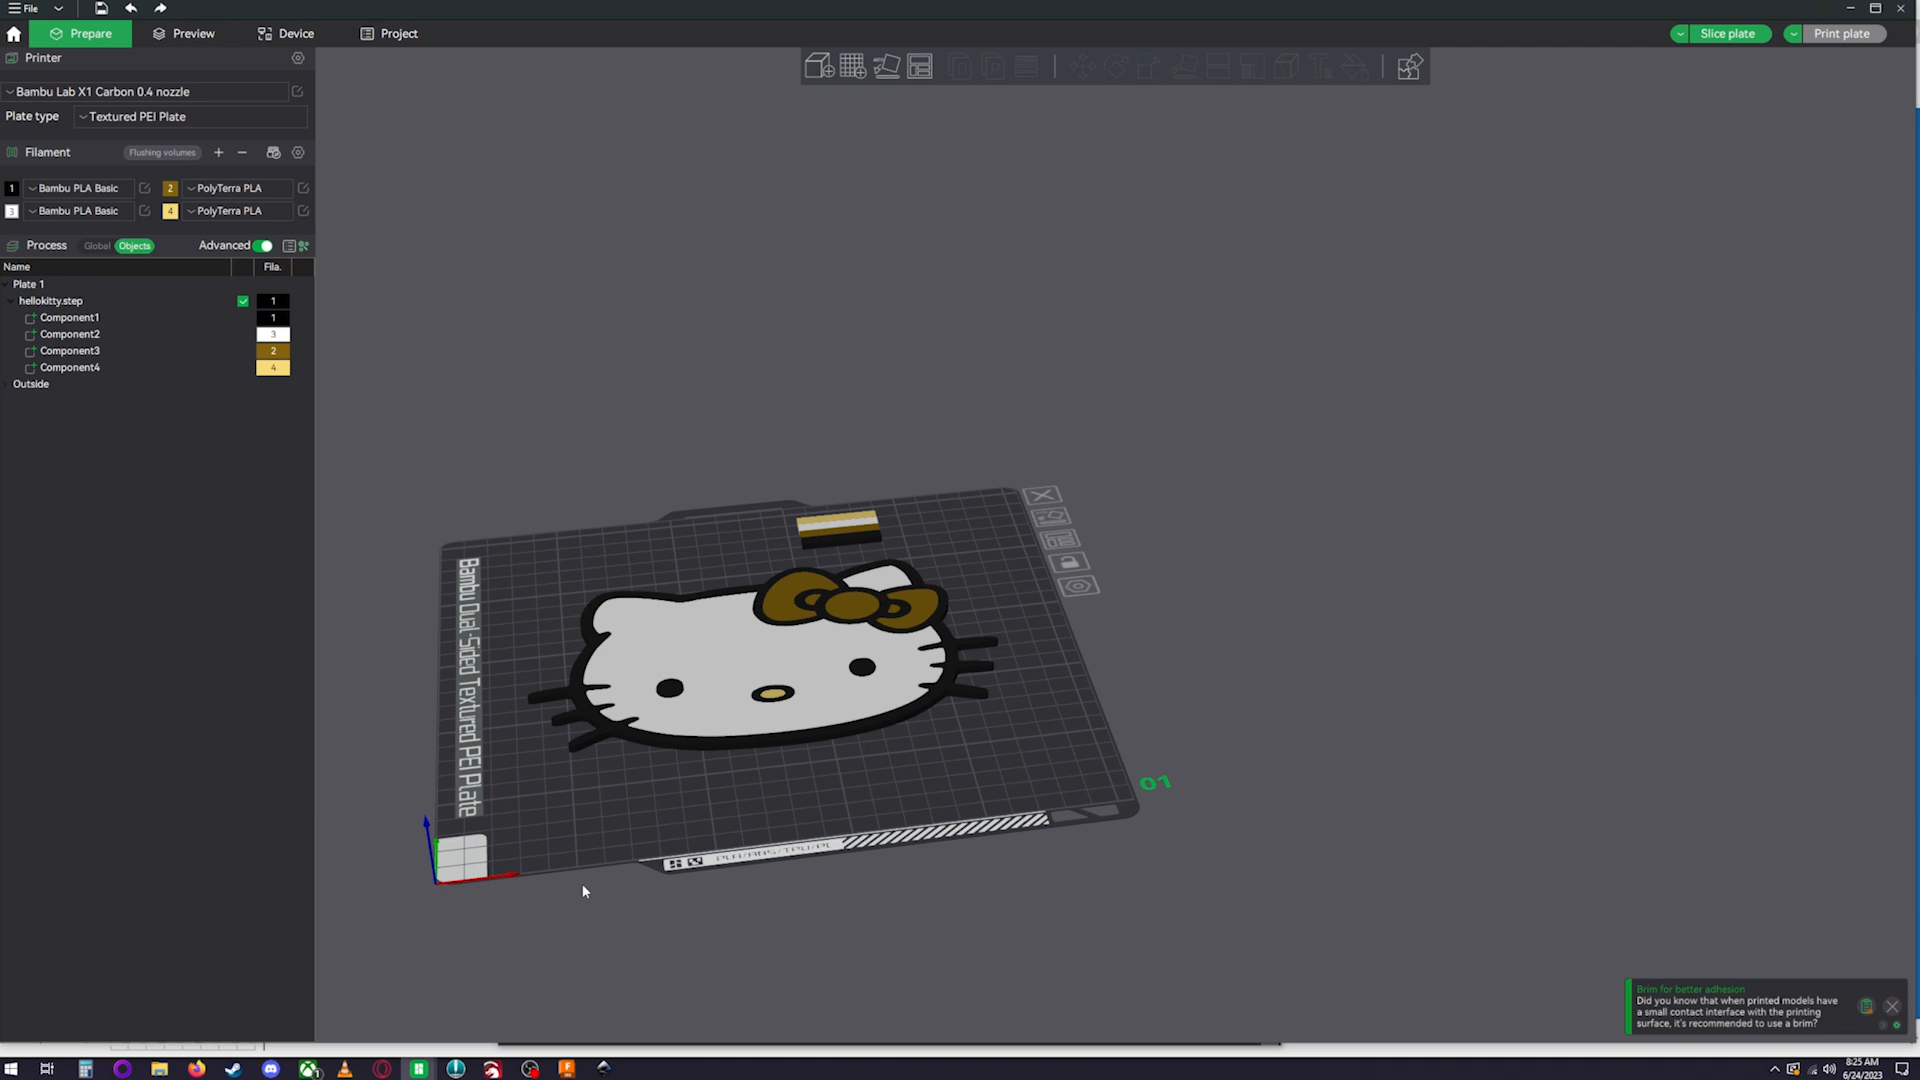 File
Prepare
Preview
Device
Project
Slice plate
Print plate
Printer
Bambu Lab X1 Carbon 0.4 nozzle
Plate type
Textured PEI Plate
Filament
Flushing volumes
1 Bambu PLA Basic
2 PolyTerra PLA
3 Bambu PLA Basic
4 PolyTerra PLA
Process
Global
Objects
Advanced
Name
Fila.
Plate 1
hellokitty.step 1
Component1 1
Component2 3
Component3 2
Component4 4
Outside
Bambu Dual-Sided Textured PEI Plate
01
PLA/ABS/TPU/PE
Brim for better adhesion
Did you know that when printed models have
a small contact interface with the printing
surface, it's recommended to use a brim?
8:25 AM
6/24/2023